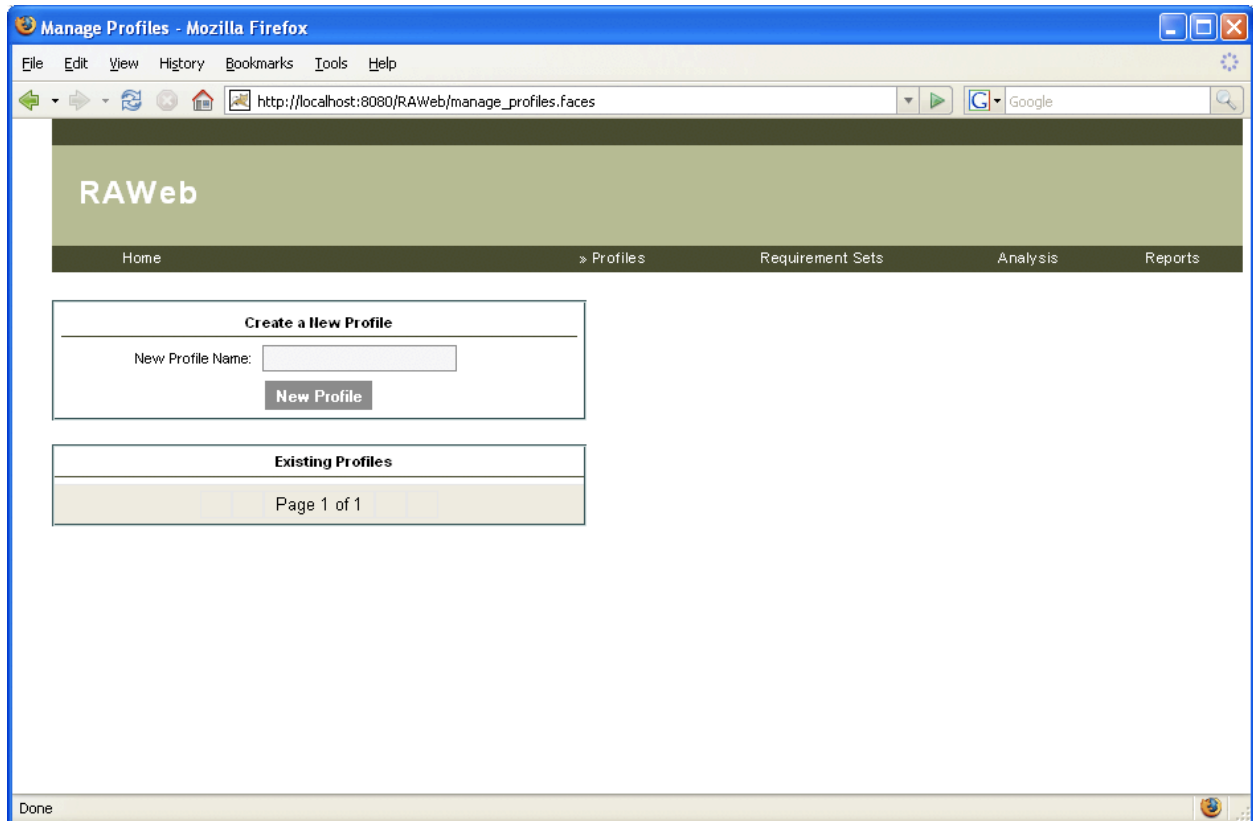 Manage Profiles - Mozilla Firefox
File Edit View History Bookmarks Tools Help
http://localhost:8080/RAWeb/manage_profiles.faces G Google
RAWeb
Home » Profiles Requirement Sets Analysis Reports
Create a New Profile
New Profile Name:
New Profile
Existing Profiles
Page 1 of 1
Done